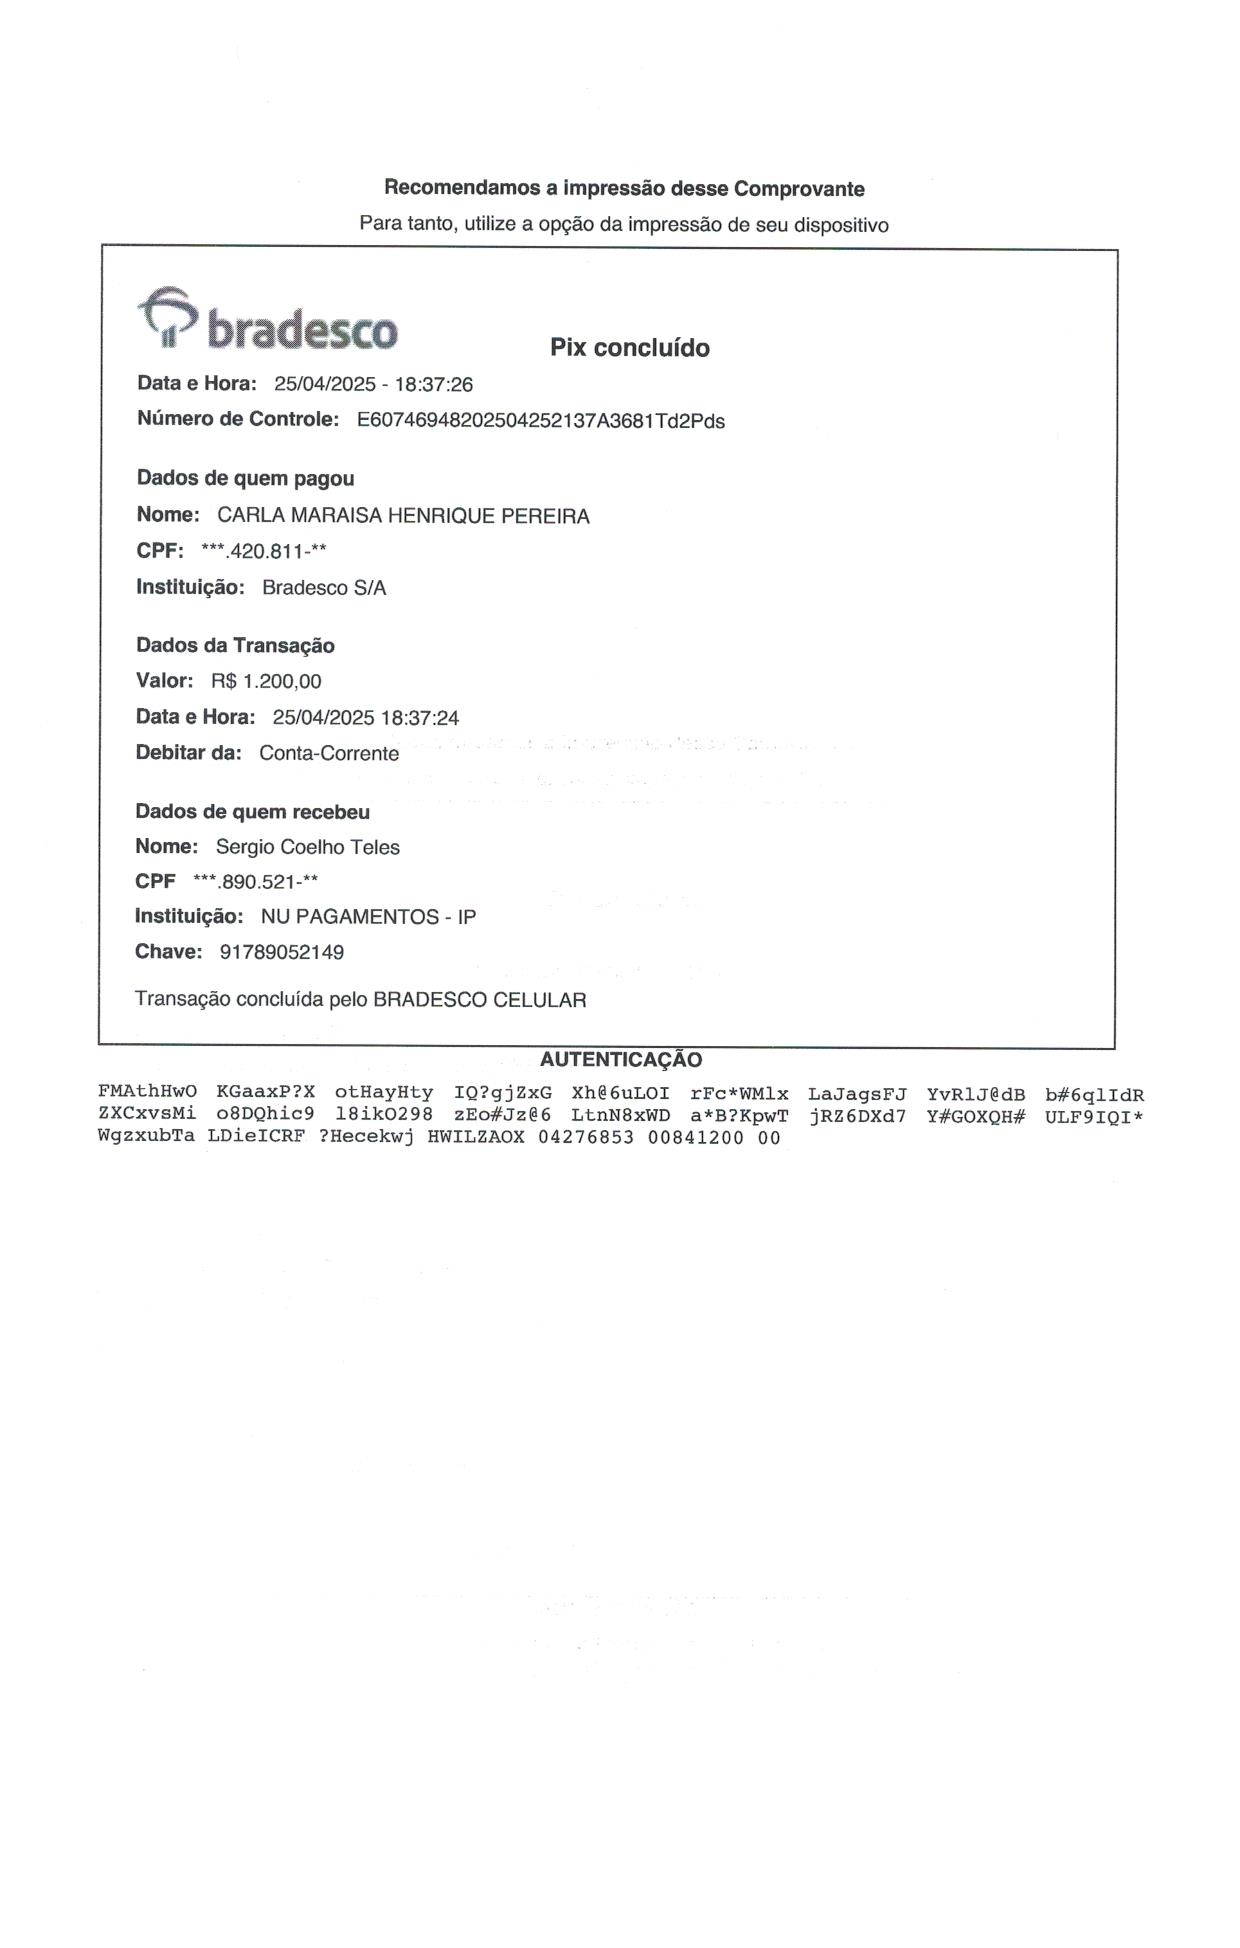 Recomendamos a impressão desse Comprovante
Para tanto, utilize a opção da impressão de seu dispositivo
bradesco
Pix concluído
Data e Hora: 25/04/2025 - 18:37:26
Número de Controle: E60746948202504252137A3681Td2Pds
Dados de quem pagou
Nome: CARLA MARAISA HENRIQUE PEREIRA
CPF: ***.420.811-**
Instituição: Bradesco S/A
Dados da Transação
Valor: R$ 1.200,00
Data e Hora: 25/04/2025 18:37:24
Debitar da: Conta-Corrente
Dados de quem recebeu
Nome: Sergio Coelho Teles
CPF ***.890.521-**
Instituição: NU PAGAMENTOS - IP
Chave: 91789052149
Transação concluída pelo BRADESCO CELULAR
AUTENTICAÇÃO
FMAthHwO KGaaxP?X otHayHty IQ?gjZxG Xh@6uLOI rFc*WMlx LaJagsFJ YvRlJ@dB b#6qlIdR
ZXCxvsMi o8DQhic9 l8ikO298 zEo#Jz@6 LtnN8xWD a*B?KpwT jRZ6DXd7 Y#GOXQH# ULF9IQI*
WgzxubTa LDieICRF ?Hecekwj HWILZAOX 04276853 00841200 00